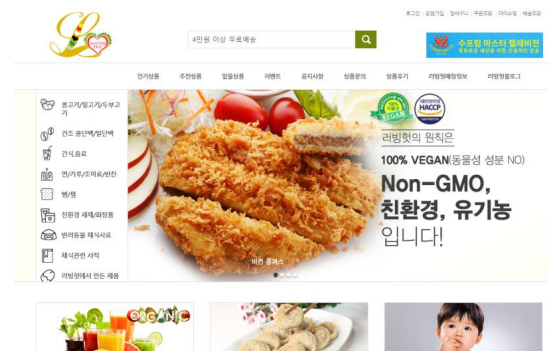 로그인 | 회원가입 | 장바구니 | 주문조회 | 마이쇼핑 | 배송조회
4만원 이상 무료배송
수프림 마스터 텔레비전
인기상품 추천상품 알뜰상품 이벤트 공지사항 상품문의 상품후기 러빙헛매장정보 러빙헛블로그
콩고기/밀고기/두부고
기
건조 콩단백/밀단백
간식,음료
면/가루/조미료/반찬
빵/잼
친환경 세제/화장품
반려동물 채식사료
채식관련 서적
러빙헛에서 만든 제품
VEGAN
HACCP
러빙헛의 원칙은
100% VEGAN(동물성 성분 NO)
Non-GMO,
친환경, 유기농
입니다!
비건 콩까스
ORGANIC